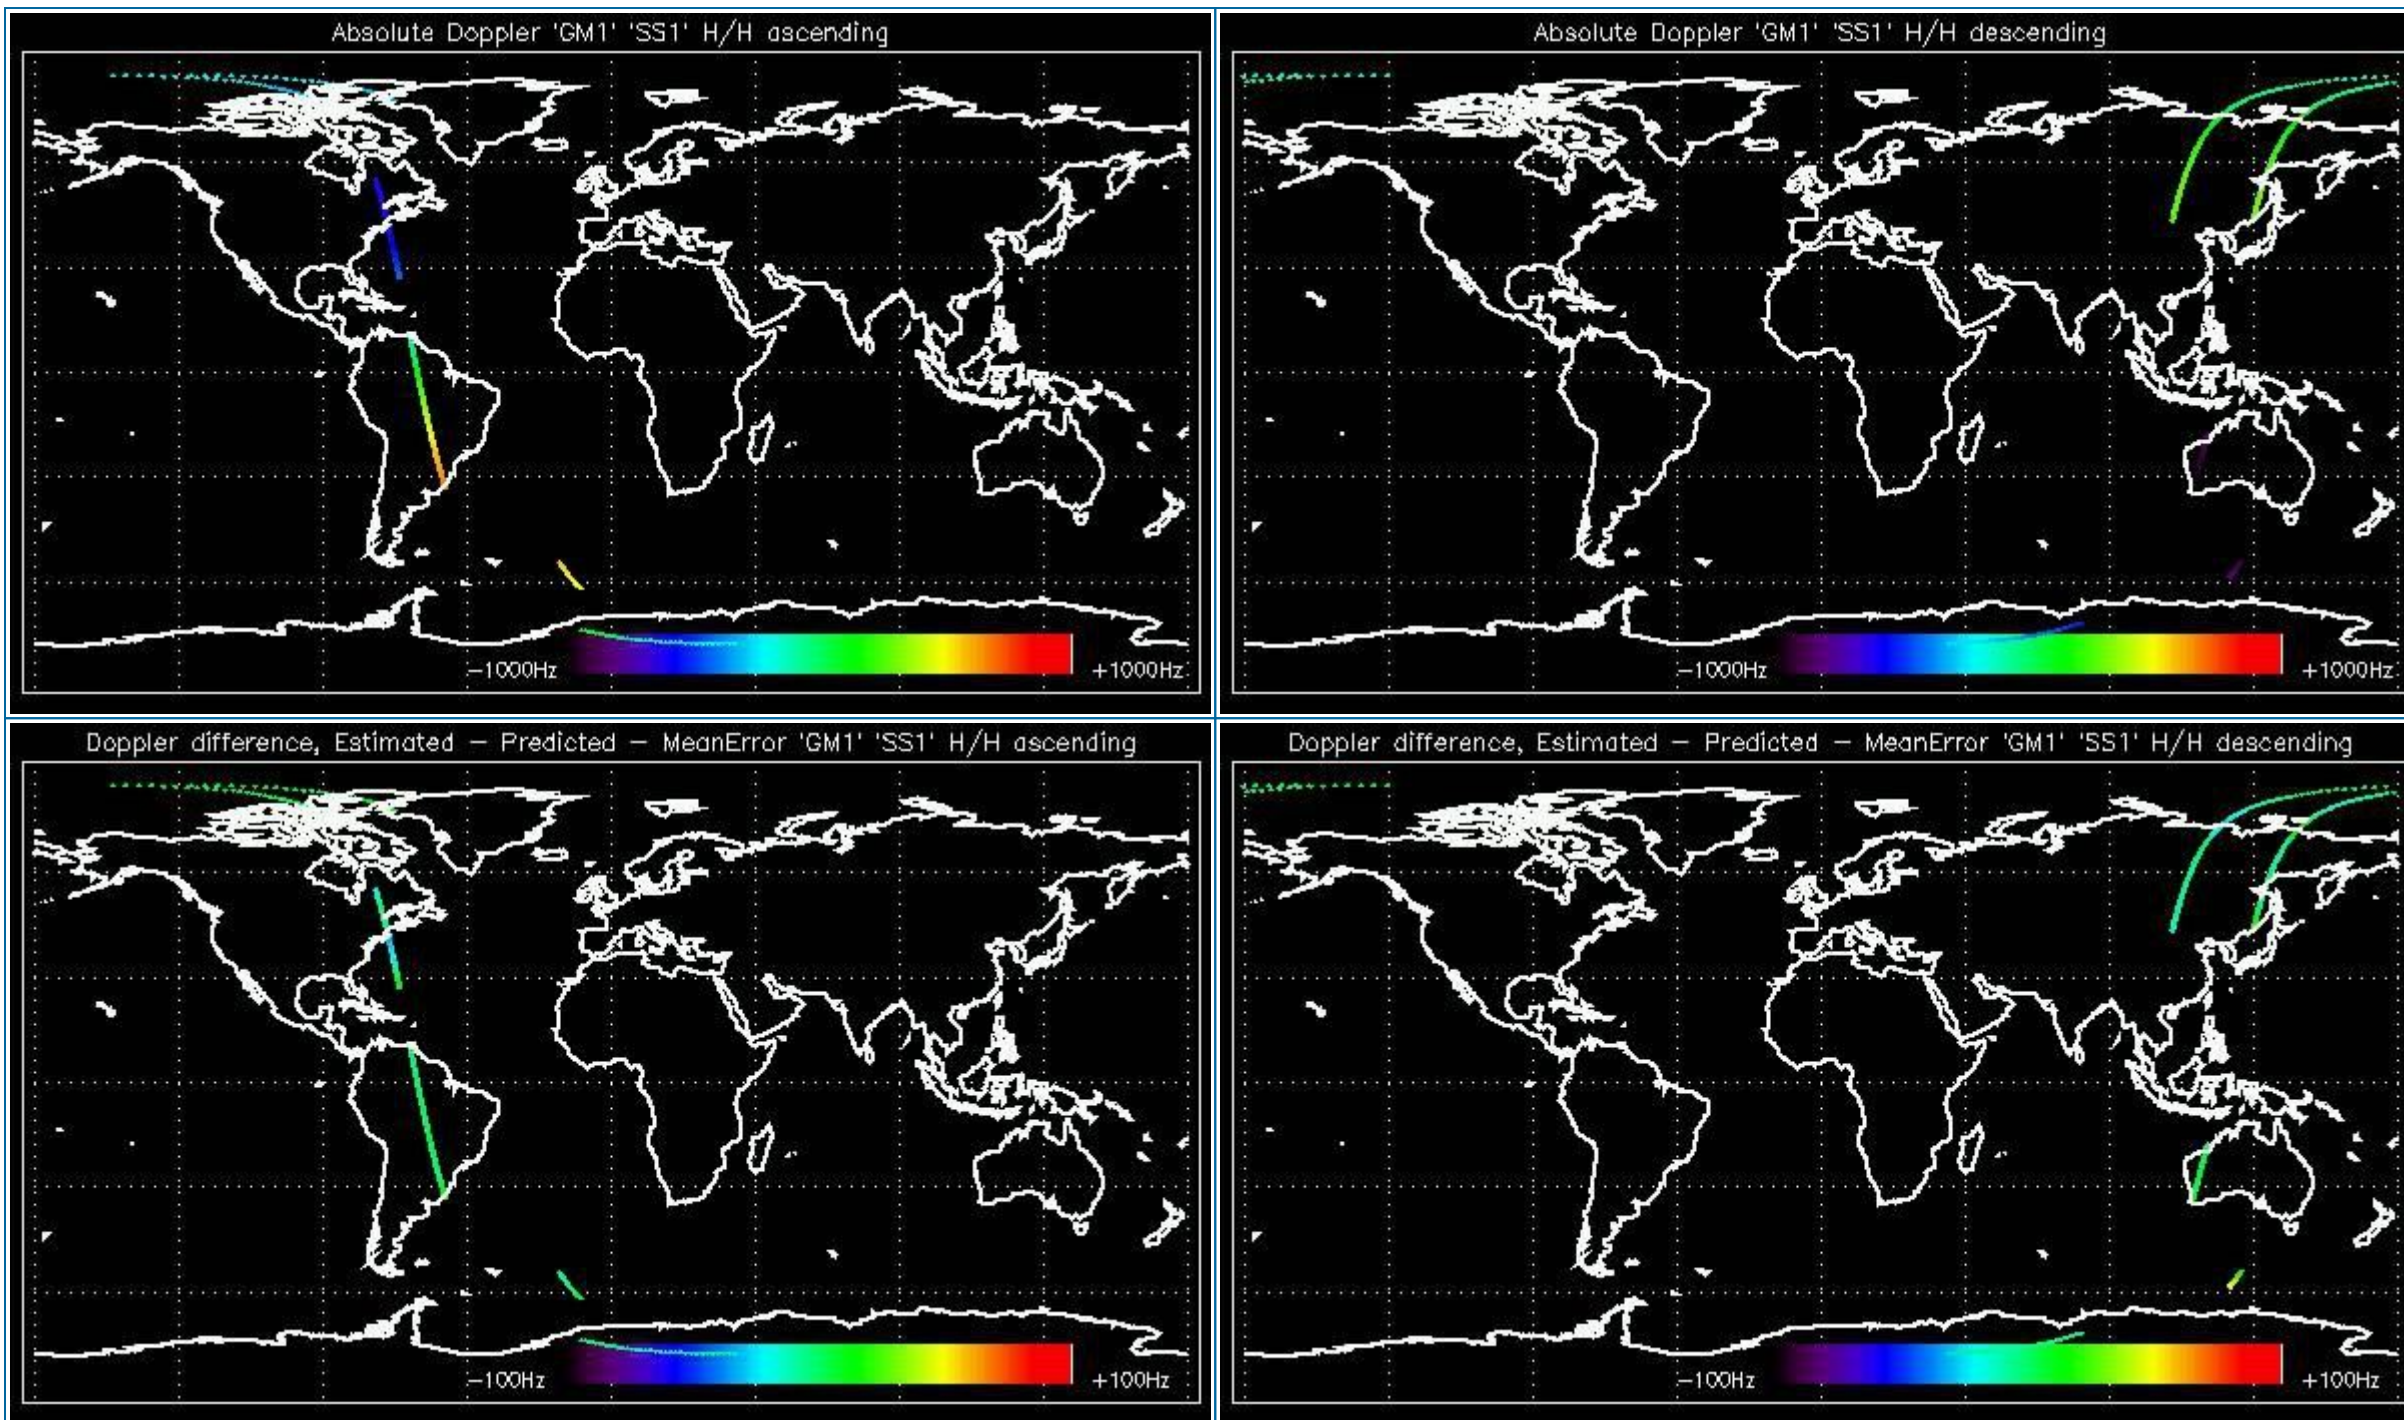 Absolute Doppler 'GM1' 'SS1' H/H ascending
−1000Hz
+1000Hz
Absolute Doppler 'GM1' 'SS1' H/H descending
−1000Hz
+1000Hz
Doppler difference, Estimated − Predicted − MeanError 'GM1' 'SS1' H/H ascending
−100Hz
+100Hz
Doppler difference, Estimated − Predicted − MeanError 'GM1' 'SS1' H/H descending
−100Hz
+100Hz